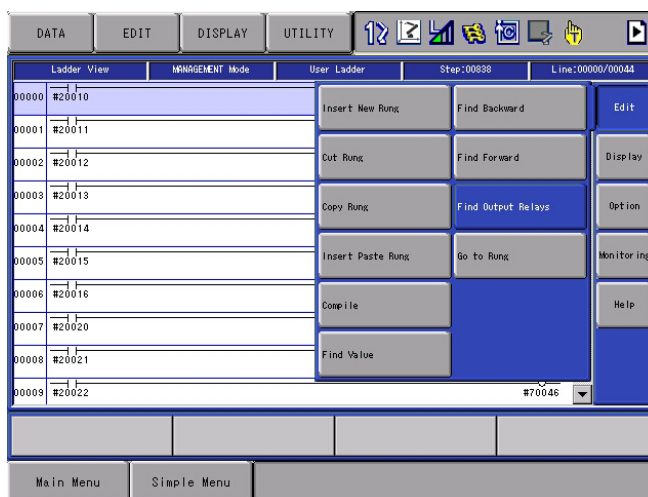 DATA EDIT DISPLAY UTILITY
Ladder View MANAGEMENT Mode User Ladder Step:00838 Line:00000/00044
00000 #20010
00001 #20011
00002 #20012
00003 #20013
00004 #20014
00005 #20015
00006 #20016
00007 #20020
00008 #20021
00009 #20022 #70046
Insert New Rung
Cut Rung
Copy Rung
Insert Paste Rung
Compile
Find Value
Find Backward
Find Forward
Find Output Relays
Go to Rung
Edit
Display
Option
Monitoring
Help
Main Menu Simple Menu